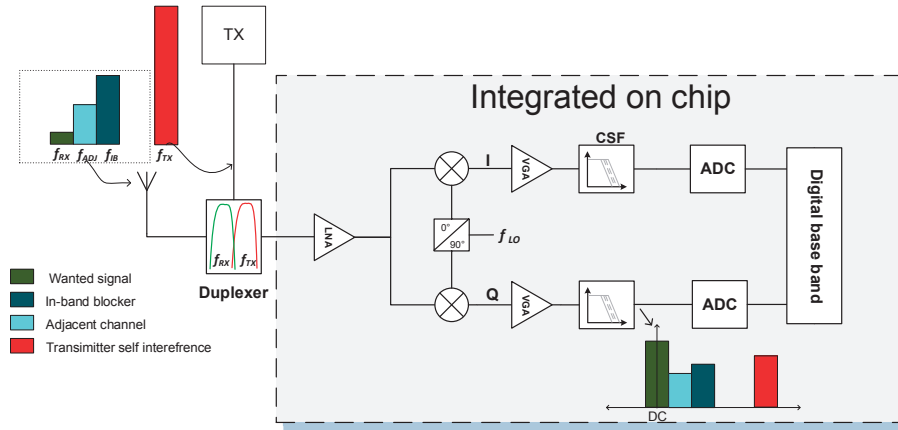 TX
Integrated on chip
CSF
f_RX f_ADJ f_IB f_TX
I
VGA
ADC
LNA
0°
90°
f_LO
Digital base band
f_RX f_TX
Duplexer
Q
VGA
ADC
Wanted signal
In-band blocker
Adjacent channel
Transimitter self interefrence
DC